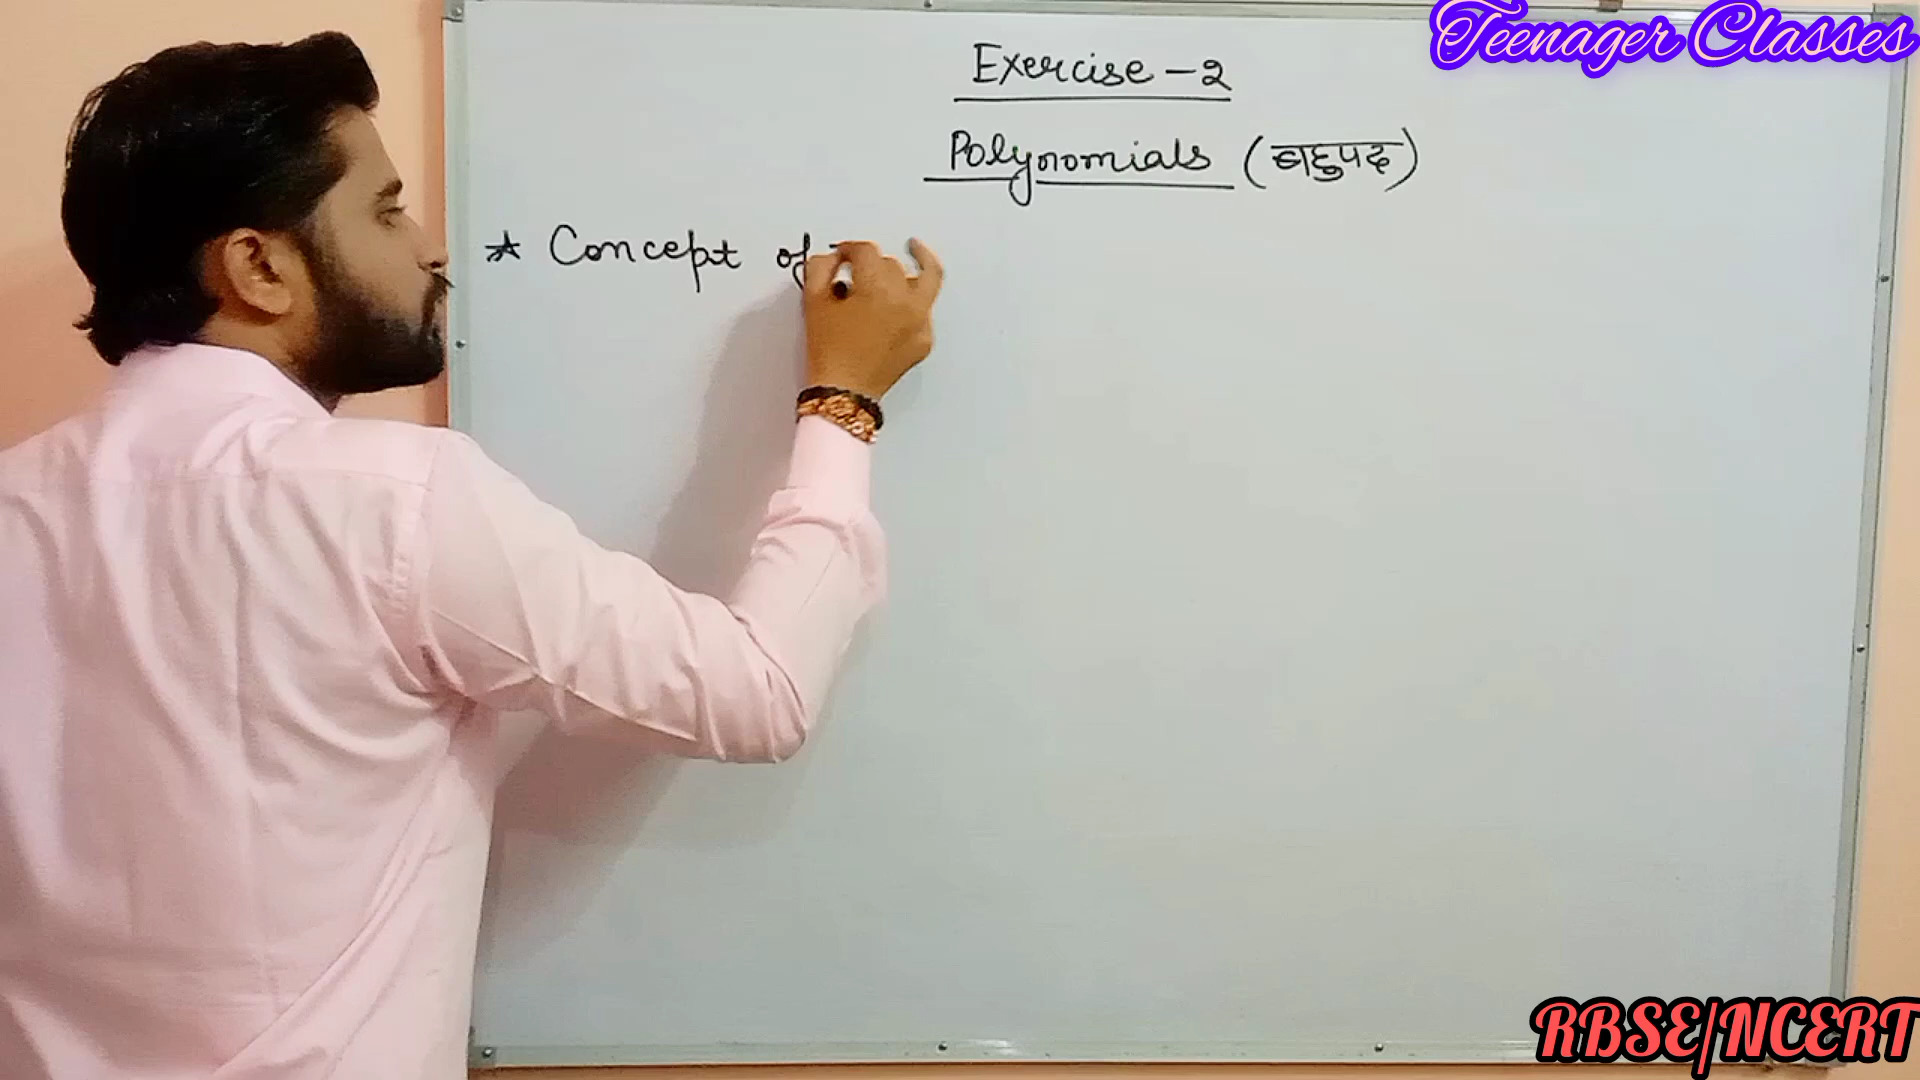 Teenager Classes
Exercise - 2
Polynomials (बहुपद)
★ Concept of
RBSE/NCERT